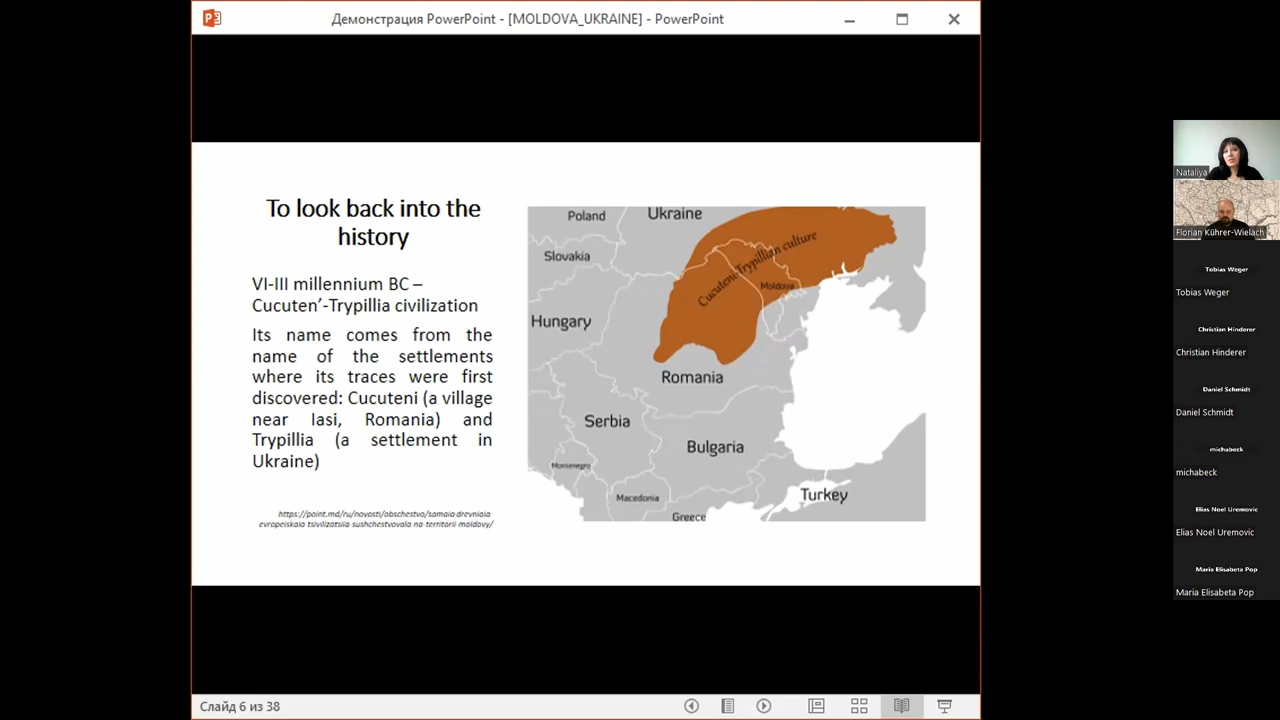 Демонстрация PowerPoint - [MOLDOVA_UKRAINE] - PowerPoint
To look back into the
history
VI-III millennium BC –
Cucuten’-Trypillia civilization
Its name comes from the
name of the settlements
where its traces were first
discovered: Cucuteni (a village
near Iasi, Romania) and
Trypillia (a settlement in
Ukraine)
https://point.md/ru/novosti/obschestvo/samaia-drevniaia
evropeiskaia tsivilizatsiia sushchestvovala na territorii-moldovy/
Poland
Ukraine
Slovakia
Cucuteni Trypillian culture
Moldova
Hungary
Romania
Serbia
Bulgaria
Montenegro
Macedonia
Turkey
Greece
Nataliya
Florian Kührer-Wielach
Tobias Weger
Tobias Weger
Christian Hinderer
Christian Hinderer
Daniel Schmidt
Daniel Schmidt
michabeck
michabeck
Elias Noel Uremovic
Elias Noel Uremovic
Maria Elisabeta Pop
Maria Elisabeta Pop
Слайд 6 из 38